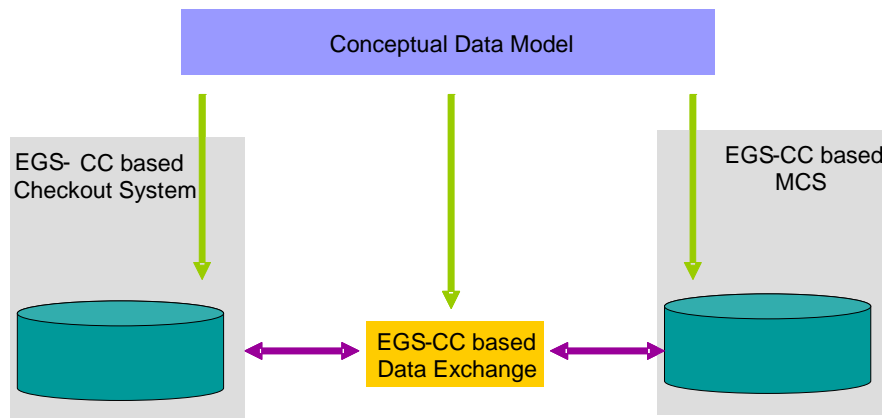 Conceptual Data Model
EGS- CC based
Checkout System
EGS-CC based
MCS
EGS-CC based
Data Exchange